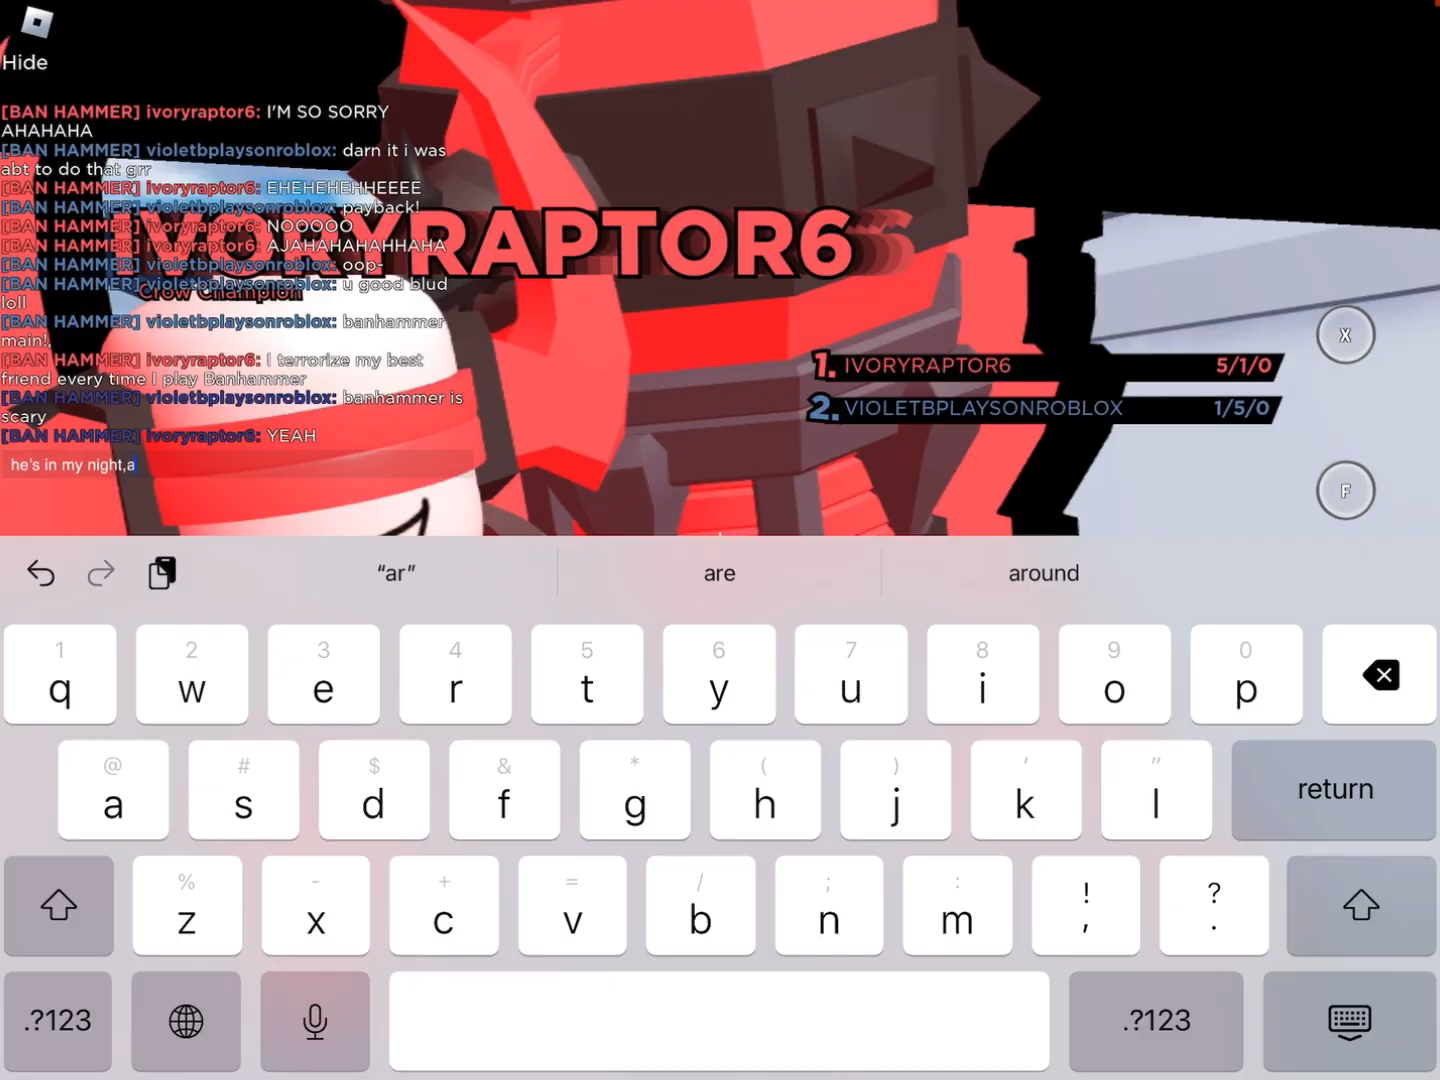 Hide
[BAN HAMMER] ivoryraptor6: I'M SO SORRY
AHAHAHA
[BAN HAMMER] violetbplaysonroblox: darn it i was
abt to do that grr
[BAN HAMMER] ivoryraptor6: EHEHEHEHHEEEE
[BAN HAMMER] violetbplaysonroblox: payback!
[BAN HAMMER] ivoryraptor6: NOOOOO
[BAN HAMMER] ivoryraptor6: AJAHAHAHAHHAHA
[BAN HAMMER] violetbplaysonroblox: oop-
[BAN HAMMER] violetbplaysonroblox: u good blud
loll
[BAN HAMMER] violetbplaysonroblox: banhammer
main!.
[BAN HAMMER] ivoryraptor6: I terrorize my best
friend every time I play Banhammer
[BAN HAMMER] violetbplaysonroblox: banhammer is
scary
[BAN HAMMER] ivoryraptor6: YEAH
he's in my night,a
IVORYRAPTOR6
Crow Champion
1. IVORYRAPTOR6 5/1/0
2. VIOLETBPLAYSONROBLOX 1/5/0
X
F
“ar” are around
1 2 3 4 5 6 7 8 9 0
q w e r t y u i o p
@ # $ & * ( ) ' "
a s d f g h j k l return
% - + = / ; : ! ?
z x c v b n m , .
.?123 .?123